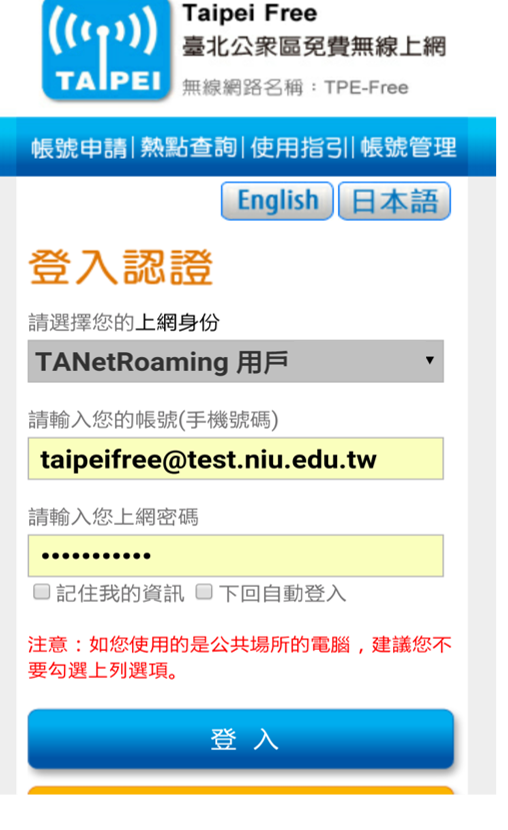 TAIPEI
Taipei Free
臺北公眾區免費無線上網
無線網路名稱：TPE-Free
帳號申請|熱點查詢|使用指引|帳號管理
English 日本語
登入認證
請選擇您的上網身份
TANetRoaming 用戶
請輸入您的帳號(手機號碼)
taipeifree@test.niu.edu.tw
請輸入您上網密碼
•••••••••••
記住我的資訊 下回自動登入
注意：如您使用的是公共場所的電腦，建議您不
要勾選上列選項。
登 入